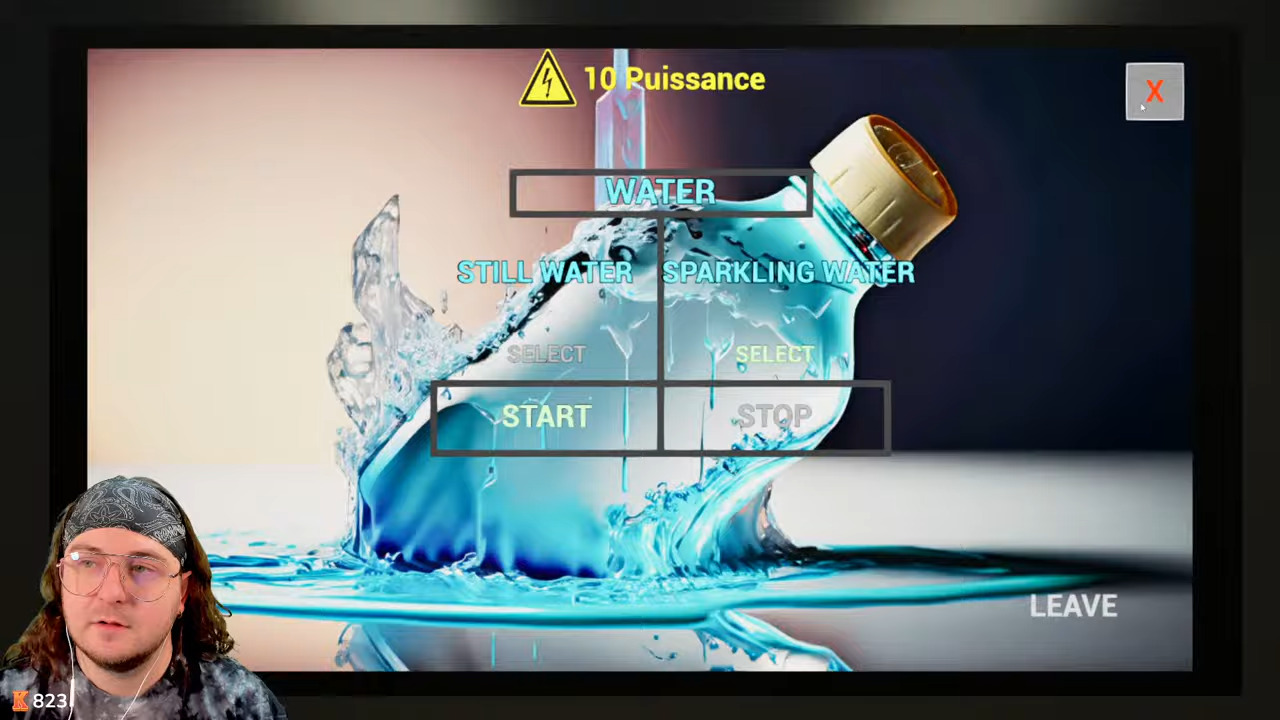 10 Puissance
X
WATER
STILL WATER
SPARKLING WATER
SELECT
SELECT
START
STOP
LEAVE
K 823